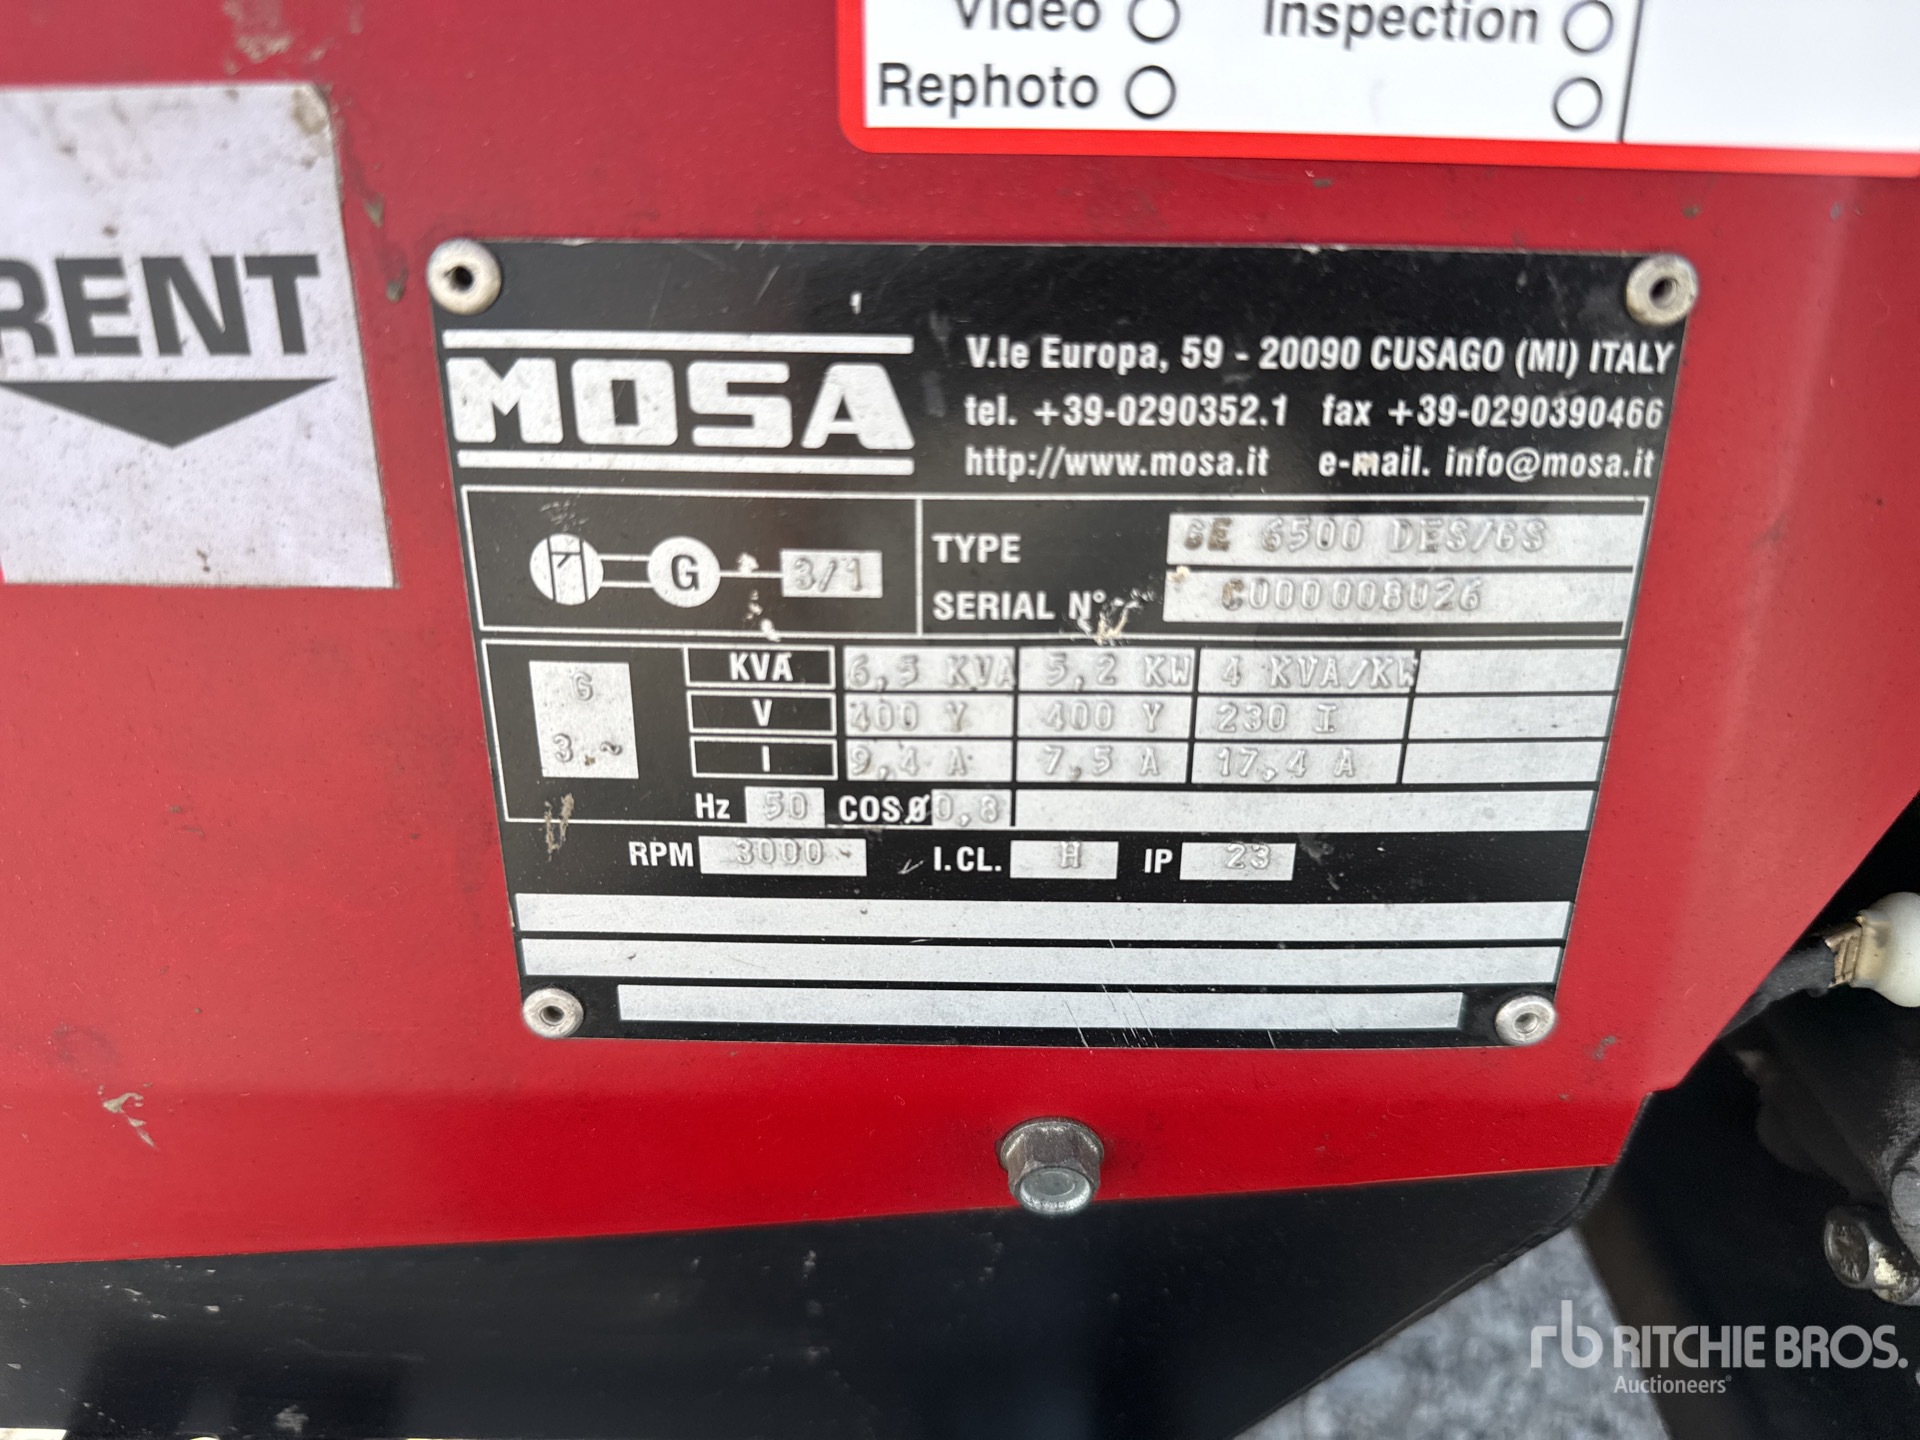 Video Inspection
Rephoto
RENT
MOSA
V.le Europa, 59 - 20090 CUSAGO (MI) ITALY
tel. +39-0290352.1 fax +39-0290390466
http://www.mosa.it e-mail. info@mosa.it
G 3/1
TYPE GE 6500 DES/GS
SERIAL N° C000008026
G
3.~
KVA 6,5 KVA 5,2 KW 4 KVA/KW
V 400 Y 400 Y 230 I
I 9,4 A 7,5 A 17,4 A
Hz 50 COSØ 0,8
RPM 3000 I.CL. H IP 23
rb RITCHIE BROS.
Auctioneers